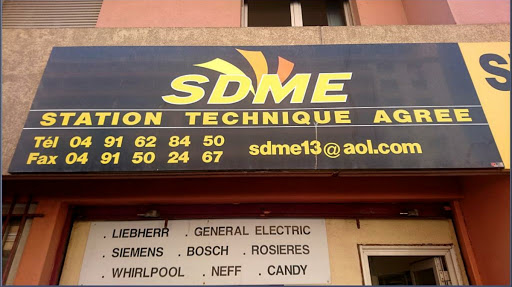 SDME
STATION TECHNIQUE AGREE
Tél 04 91 62 84 50
Fax 04 91 50 24 67
sdme13@aol.com
S
. LIEBHERR . GENERAL ELECTRIC
. SIEMENS . BOSCH . ROSIERES
. WHIRLPOOL . NEFF . CANDY